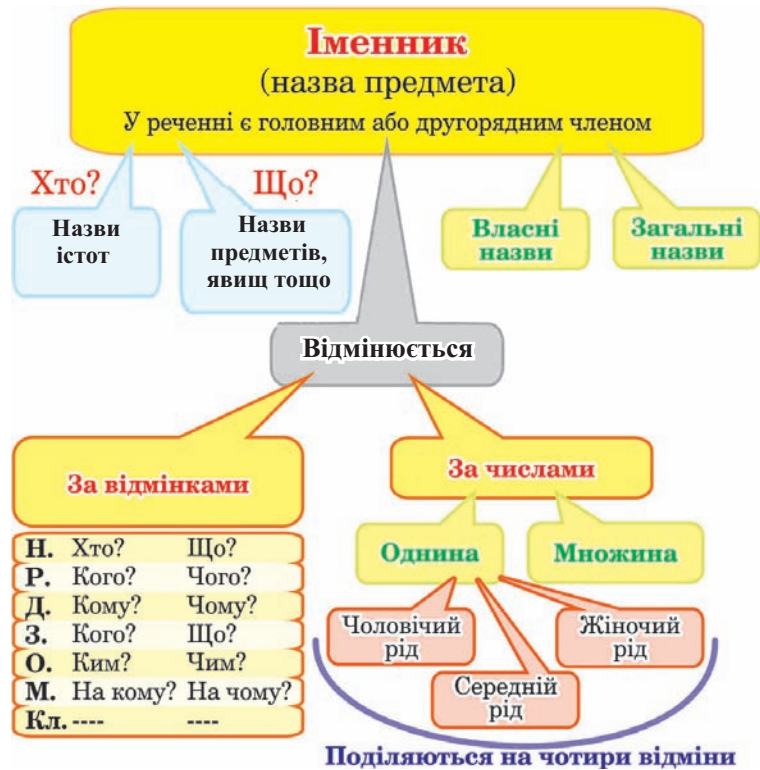 Іменник
(назва предмета)
У реченні є головним або другорядним членом
Хто?
Назви
істот
Що?
Назви
предметів,
явищ тощо
Власні
назви
Загальні
назви
Відмінюється
За відмінками
Н. Хто? Що?
Р. Кого? Чого?
Д. Кому? Чому?
З. Кого? Що?
О. Ким? Чим?
М. На кому? На чому?
Кл. ---- ----
За числами
Однина
Множина
Чоловічий
рід
Середній
рід
Жіночий
рід
Поділяються на чотири відміни